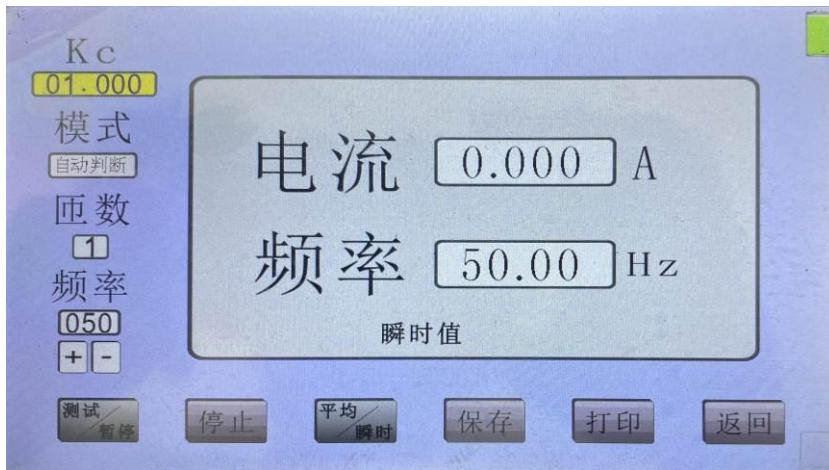 Kc
01.000
模式
自动判断
匝数
1
频率
050
+ -
电流 0.000 A
频率 50.00 Hz
瞬时值
测试/暂停 停止 平均/瞬时 保存 打印 返回